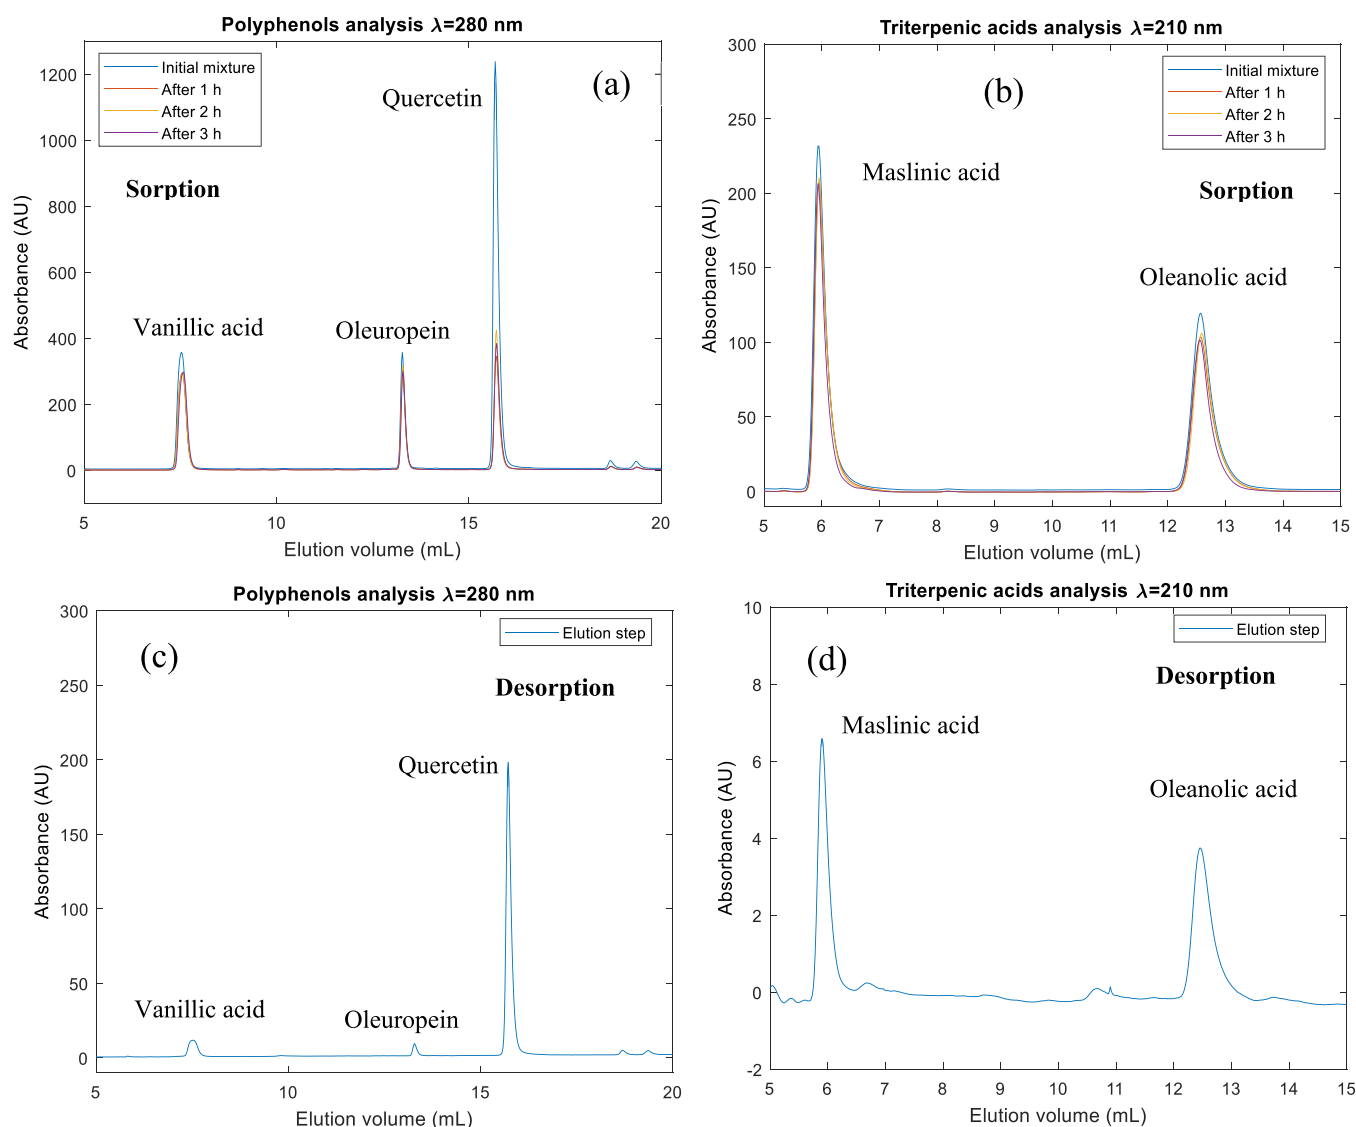 Polyphenols analysis λ=280 nm
Initial mixture
After 1 h
After 2 h
After 3 h
(a)
Quercetin
Sorption
Vanillic acid
Oleuropein
Absorbance (AU)
1200
1000
800
600
400
200
0
5
10
15
20
Elution volume (mL)
Triterpenic acids analysis λ=210 nm
Initial mixture
After 1 h
After 2 h
After 3 h
(b)
Maslinic acid
Sorption
Oleanolic acid
Absorbance (AU)
300
250
200
150
100
50
0
5
6
7
8
9
10
11
12
13
14
15
Elution volume (mL)
Polyphenols analysis λ=280 nm
Elution step
(c)
Desorption
Quercetin
Vanillic acid
Oleuropein
Absorbance (AU)
300
250
200
150
100
50
0
5
10
15
20
Elution volume (mL)
Triterpenic acids analysis λ=210 nm
Elution step
(d)
Desorption
Maslinic acid
Oleanolic acid
Absorbance (AU)
10
8
6
4
2
0
-2
5
6
7
8
9
10
11
12
13
14
15
Elution volume (mL)